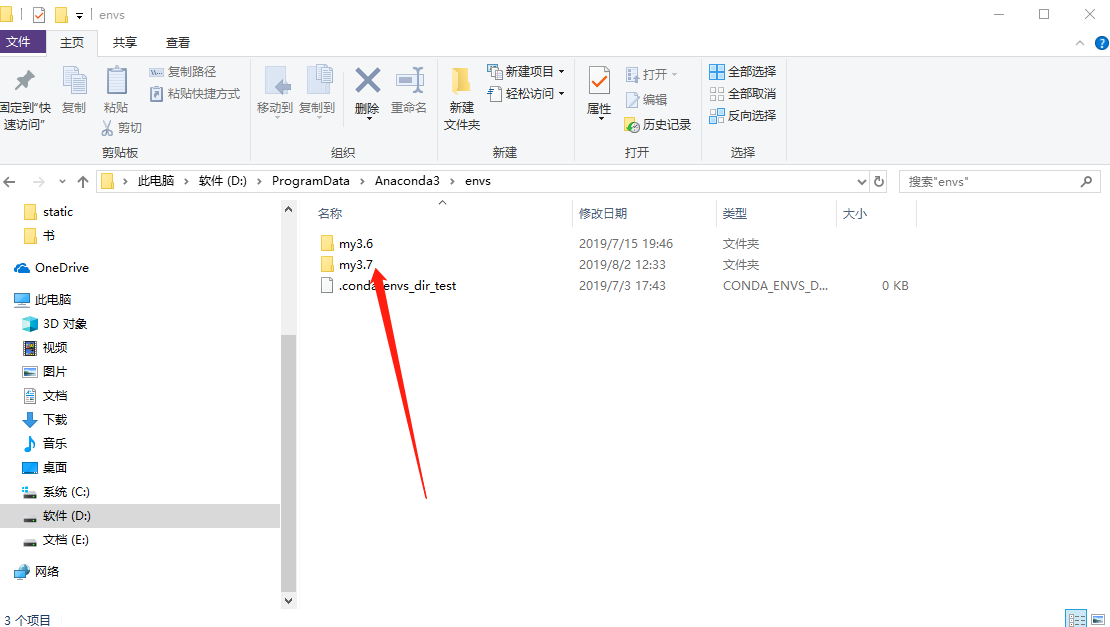 envs
文件 主页 共享 查看
固定到"快速访问"
复制
粘贴
复制路径
粘贴快捷方式
剪切
剪贴板
移动到
复制到
删除
重命名
组织
新建
文件夹
新建项目
轻松访问
新建
属性
打开
编辑
历史记录
打开
全部选择
全部取消
反向选择
选择
此电脑 软件 (D:) ProgramData Anaconda3 envs
搜索"envs"
static
书
OneDrive
此电脑
3D 对象
视频
图片
文档
下载
音乐
桌面
系统 (C:)
软件 (D:)
文档 (E:)
网络
名称 修改日期 类型 大小
my3.6 2019/7/15 19:46 文件夹
my3.7 2019/8/2 12:33 文件夹
.conda_envs_dir_test 2019/7/3 17:43 CONDA_ENVS_D... 0 KB
3 个项目